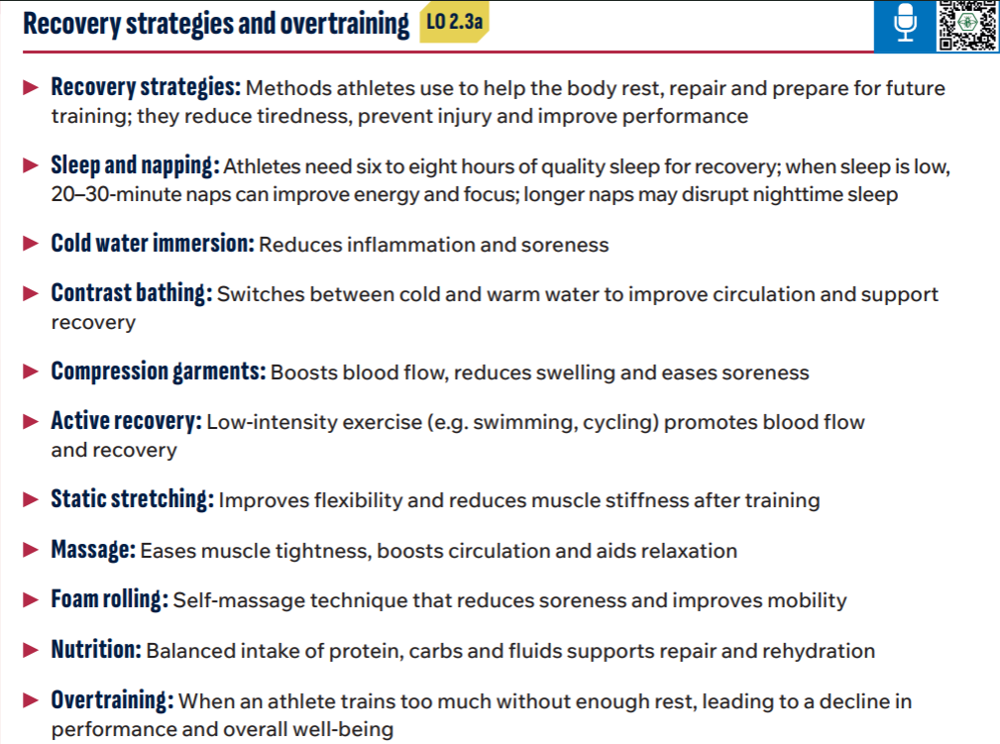 Recovery strategies and overtraining LO 2.3a
► Recovery strategies: Methods athletes use to help the body rest, repair and prepare for future
training; they reduce tiredness, prevent injury and improve performance
► Sleep and napping: Athletes need six to eight hours of quality sleep for recovery; when sleep is low,
20–30-minute naps can improve energy and focus; longer naps may disrupt nighttime sleep
► Cold water immersion: Reduces inflammation and soreness
► Contrast bathing: Switches between cold and warm water to improve circulation and support
recovery
► Compression garments: Boosts blood flow, reduces swelling and eases soreness
► Active recovery: Low-intensity exercise (e.g. swimming, cycling) promotes blood flow
and recovery
► Static stretching: Improves flexibility and reduces muscle stiffness after training
► Massage: Eases muscle tightness, boosts circulation and aids relaxation
► Foam rolling: Self-massage technique that reduces soreness and improves mobility
► Nutrition: Balanced intake of protein, carbs and fluids supports repair and rehydration
► Overtraining: When an athlete trains too much without enough rest, leading to a decline in
performance and overall well-being